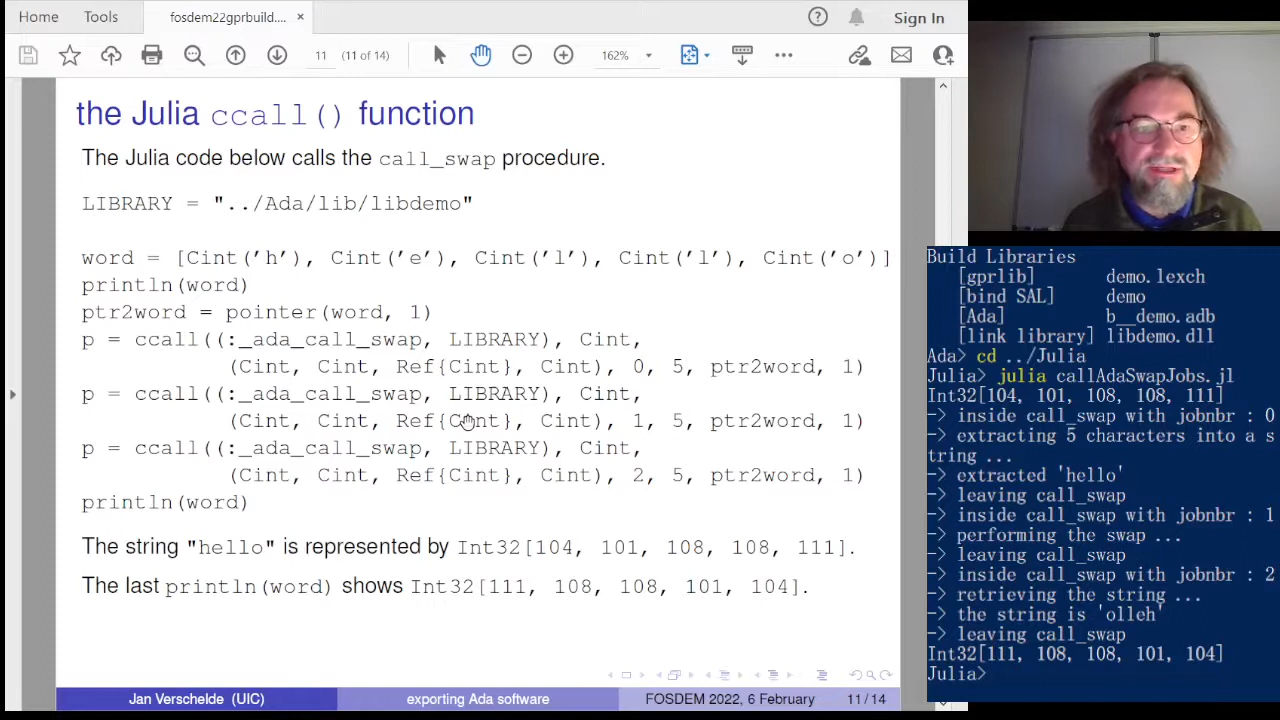 Home Tools fosdem22gprbuild.... × Sign In
11 (11 of 14) 162%
the Julia ccall() function
The Julia code below calls the call_swap procedure.
LIBRARY = "../Ada/lib/libdemo"
word = [Cint('h'), Cint('e'), Cint('l'), Cint('l'), Cint('o')]
println(word)
ptr2word = pointer(word, 1)
p = ccall((:_ada_call_swap, LIBRARY), Cint,
(Cint, Cint, Ref{Cint}, Cint), 0, 5, ptr2word, 1)
p = ccall((:_ada_call_swap, LIBRARY), Cint,
(Cint, Cint, Ref{Cint}, Cint), 1, 5, ptr2word, 1)
p = ccall((:_ada_call_swap, LIBRARY), Cint,
(Cint, Cint, Ref{Cint}, Cint), 2, 5, ptr2word, 1)
println(word)
The string "hello" is represented by Int32[104, 101, 108, 108, 111].
The last println(word) shows Int32[111, 108, 108, 101, 104].
Jan Verschelde (UIC) exporting Ada software FOSDEM 2022, 6 February 11 / 14
Build Libraries
[gprlib] demo.lexch
[bind SAL] demo
[Ada] b__demo.adb
[link library] libdemo.dll
Ada> cd ../Julia
Julia> julia callAdaSwapJobs.jl
Int32[104, 101, 108, 108, 111]
-> inside call_swap with jobnbr : 0
-> extracting 5 characters into a s
tring ...
-> extracted 'hello'
-> leaving call_swap
-> inside call_swap with jobnbr : 1
-> performing the swap ...
-> leaving call_swap
-> inside call_swap with jobnbr : 2
-> retrieving the string ...
-> the string is 'olleh'
-> leaving call_swap
Int32[111, 108, 108, 101, 104]
Julia>